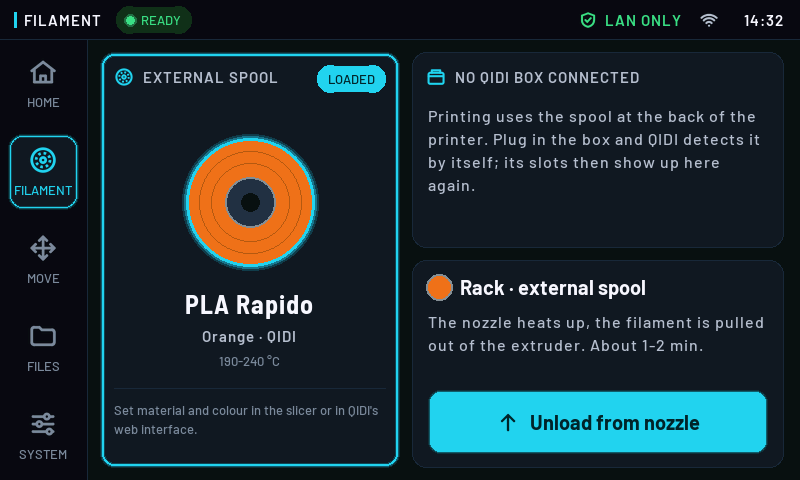 FILAMENT
READY
LAN ONLY
14:32
HOME
FILAMENT
MOVE
FILES
SYSTEM
EXTERNAL SPOOL
LOADED
PLA Rapido
Orange · QIDI
190-240 °C
Set material and colour in the slicer or in QIDI's
web interface.
NO QIDI BOX CONNECTED
Printing uses the spool at the back of the
printer. Plug in the box and QIDI detects it
by itself; its slots then show up here
again.
Rack · external spool
The nozzle heats up, the filament is pulled
out of the extruder. About 1-2 min.
Unload from nozzle